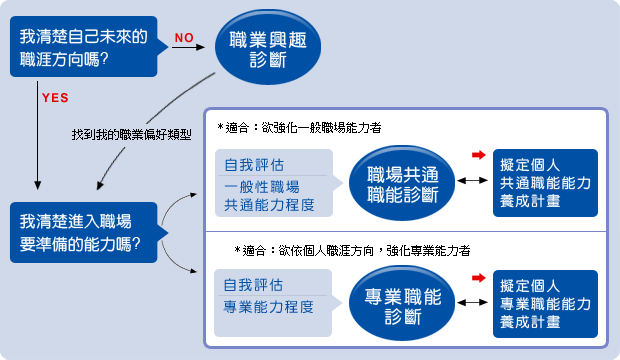 我清楚自己未來的
職涯方向嗎?
NO
職業興趣
診斷
YES
找到我的職業偏好類型
*適合：欲強化一般職場能力者
自我評估
一般性職場
共通能力程度
職場共通
職能診斷
擬定個人
共通職能能力
養成計畫
我清楚進入職場
要準備的能力嗎?
*適合：欲依個人職涯方向，強化專業能力者
自我評估
專業能力程度
專業職能
診斷
擬定個人
專業職能能力
養成計畫